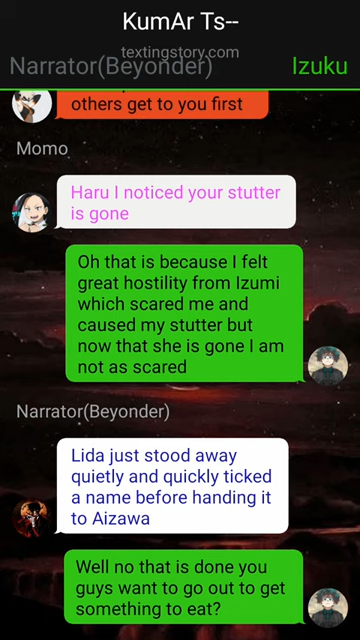 KumAr Ts--
textingstory.com
Narrator(Beyonder) Izuku
others get to you first
Momo
Haru I noticed your stutter
is gone
Oh that is because I felt
great hostility from Izumi
which scared me and
caused my stutter but
now that she is gone I am
not as scared
Narrator(Beyonder)
Lida just stood away
quietly and quickly ticked
a name before handing it
to Aizawa
Well no that is done you
guys want to go out to get
something to eat?